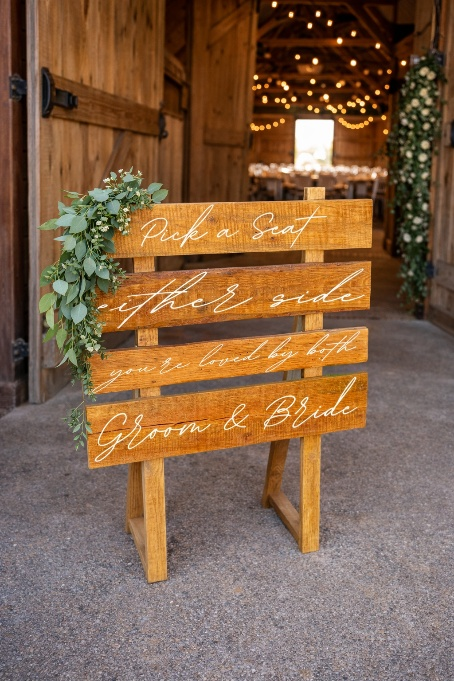 Pick a Seat
either side
you're loved by both
Groom & Bride